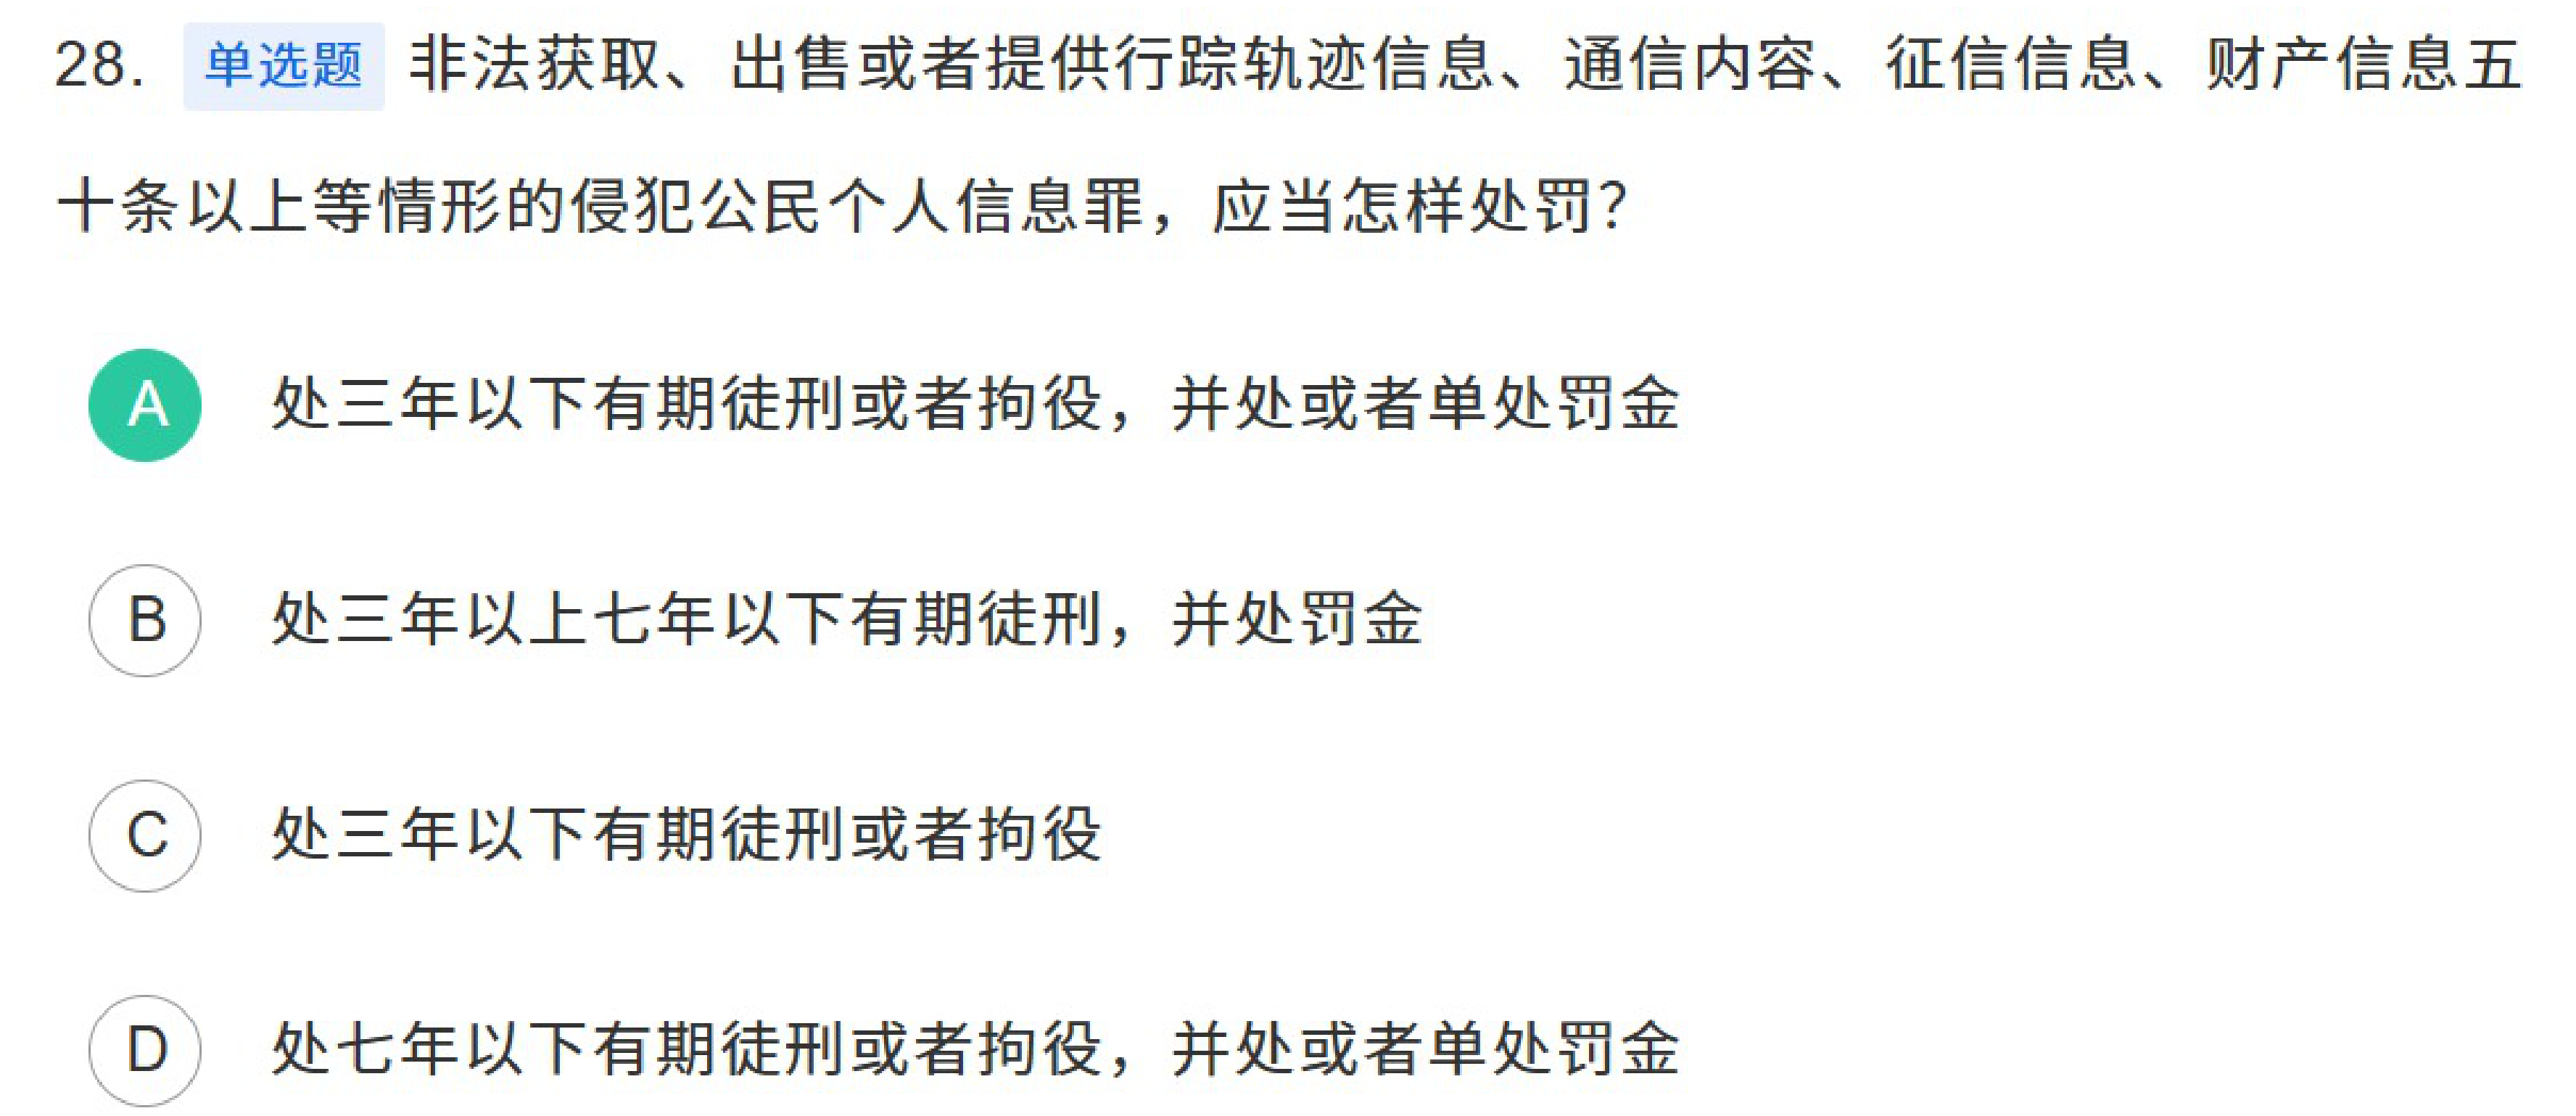 28. 单选题 非法获取、出售或者提供行踪轨迹信息、通信内容、征信信息、财产信息五
十条以上等情形的侵犯公民个人信息罪，应当怎样处罚？
A 处三年以下有期徒刑或者拘役，并处或者单处罚金
B 处三年以上七年以下有期徒刑，并处罚金
C 处三年以下有期徒刑或者拘役
D 处七年以下有期徒刑或者拘役，并处或者单处罚金